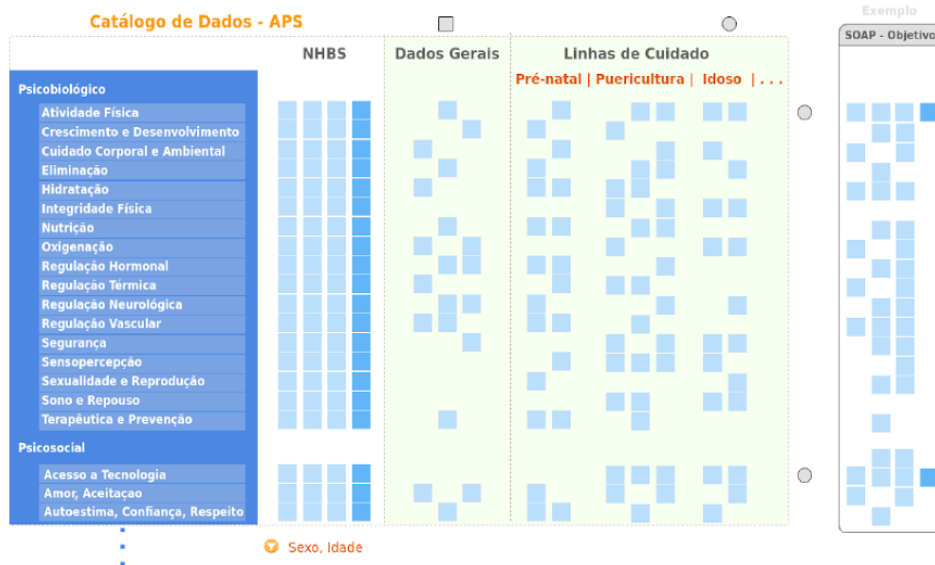 Exemplo
Catálogo de Dados - APS
SOAP - Objetivo
NHBS
Dados Gerais
Linhas de Cuidado
Pré-natal | Puericultura | Idoso | . . .
Psicobiológico
Atividade Física
Crescimento e Desenvolvimento
Cuidado Corporal e Ambiental
Eliminação
Hidratação
Integridade Física
Nutrição
Oxigenação
Regulação Hormonal
Regulação Térmica
Regulação Neurológica
Regulação Vascular
Segurança
Sensopercepção
Sexualidade e Reprodução
Sono e Repouso
Terapêutica e Prevenção
Psicosocial
Acesso a Tecnologia
Amor, Aceitaçao
Autoestima, Confiança, Respeito
Sexo, Idade